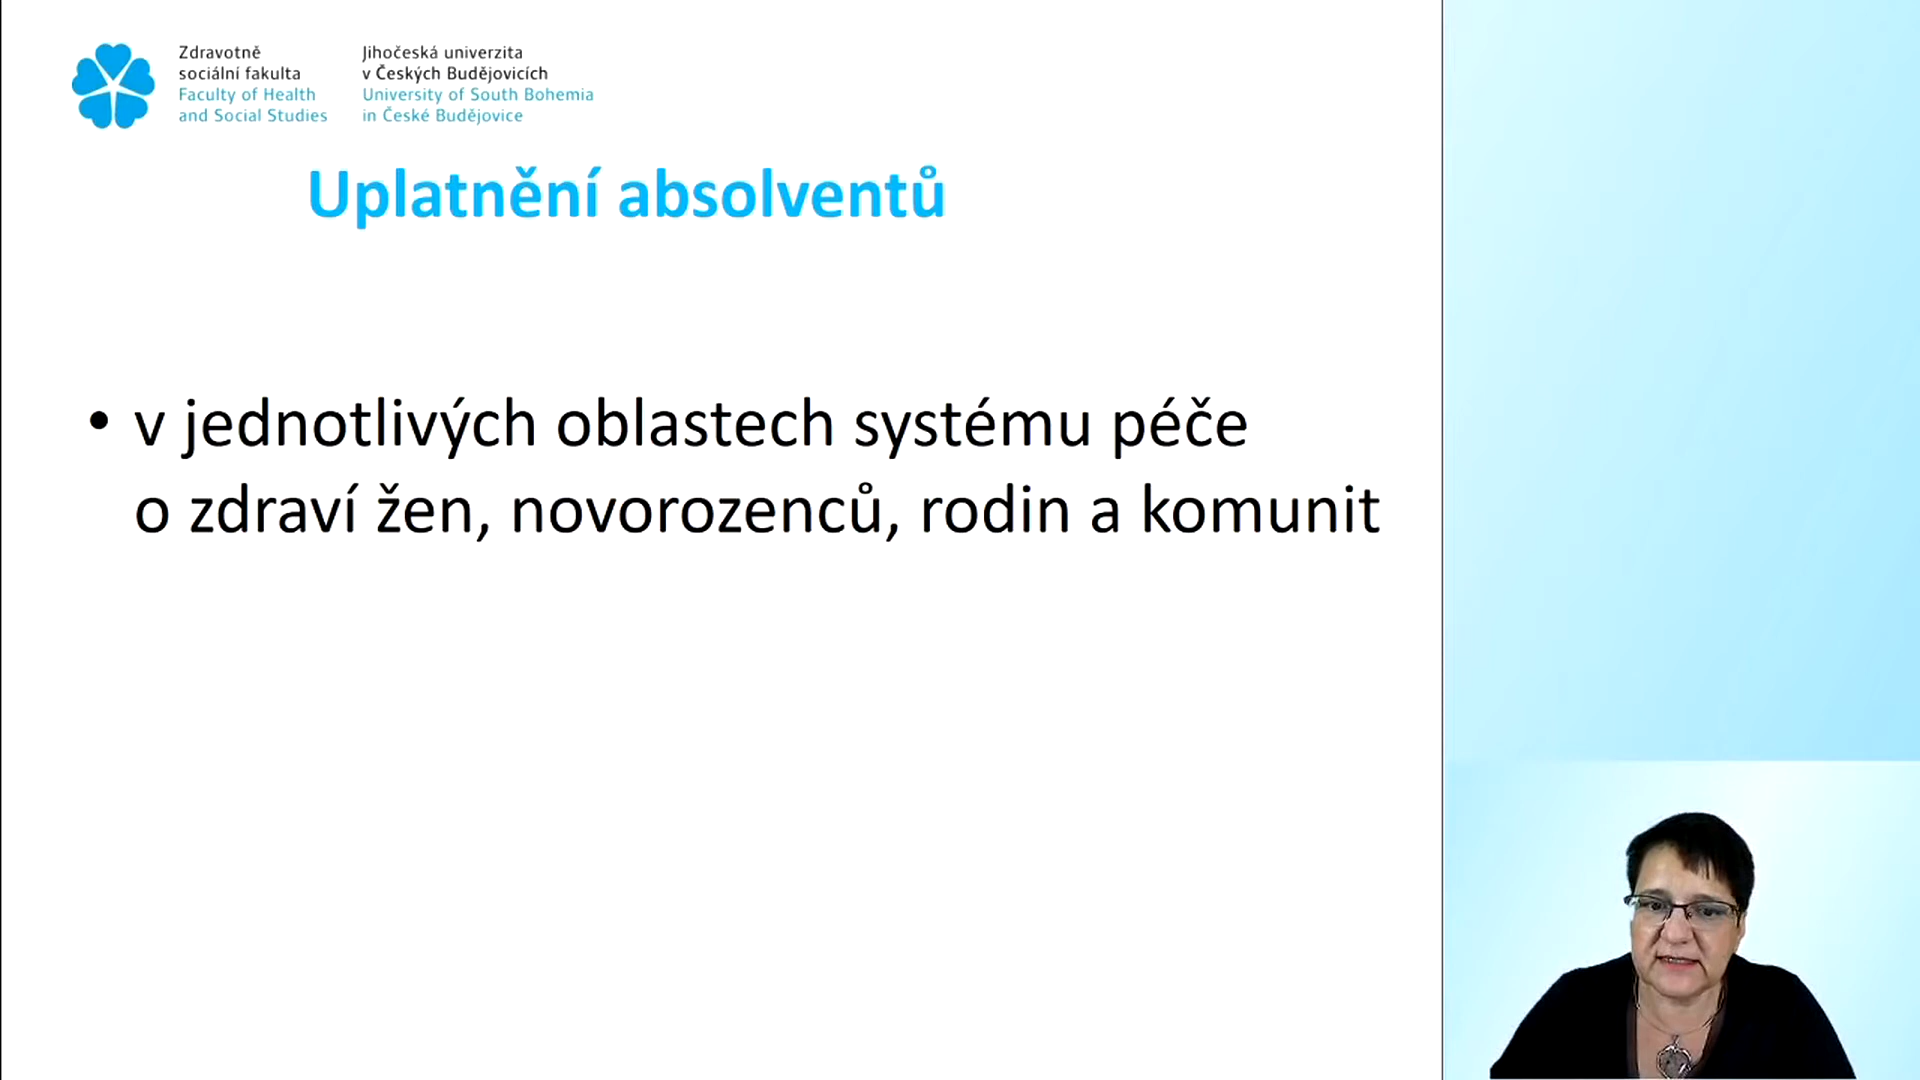 Zdravotně
sociální fakulta
Faculty of Health
and Social Studies
Jihočeská univerzita
v Českých Budějovicích
University of South Bohemia
in České Budějovice
Uplatnění absolventů
• v jednotlivých oblastech systému péče
o zdraví žen, novorozenců, rodin a komunit